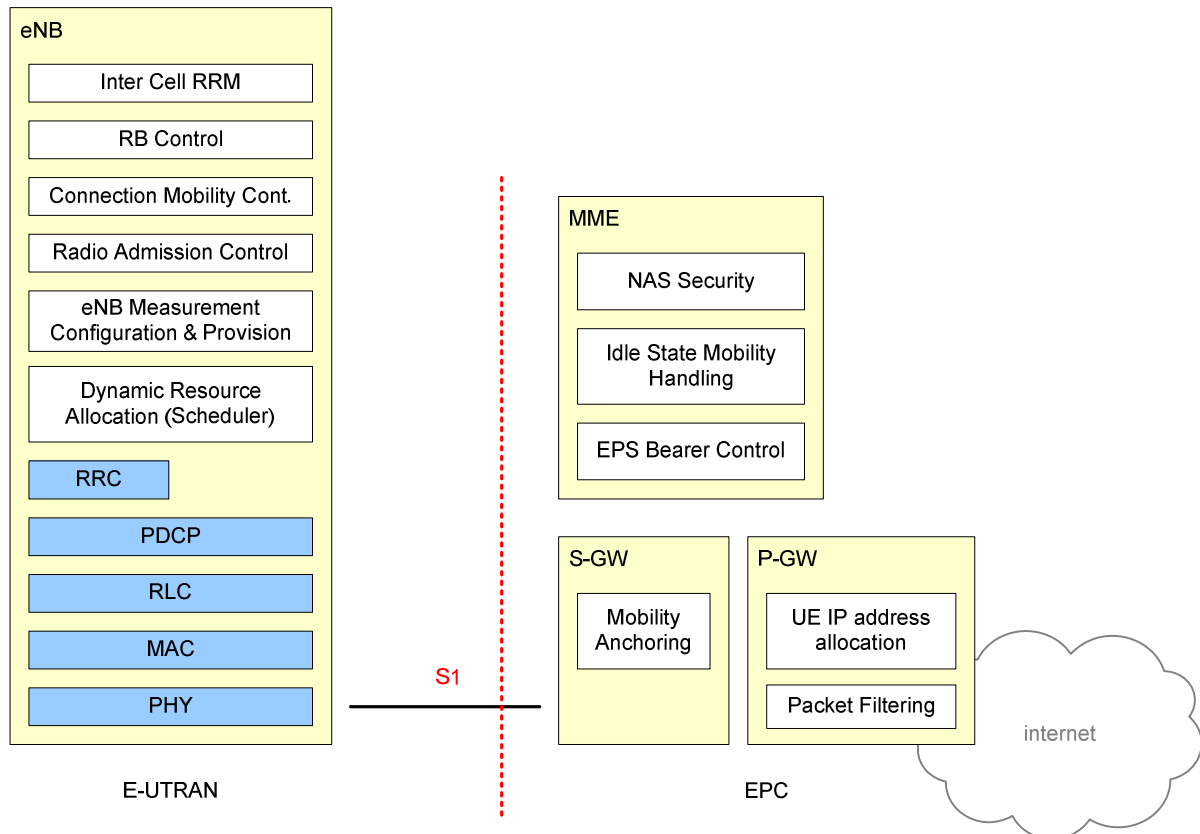 eNB
Inter Cell RRM
RB Control
Connection Mobility Cont.
Radio Admission Control
eNB Measurement
Configuration & Provision
Dynamic Resource
Allocation (Scheduler)
RRC
PDCP
RLC
MAC
PHY
E-UTRAN
S1
MME
NAS Security
Idle State Mobility
Handling
EPS Bearer Control
S-GW
Mobility
Anchoring
P-GW
UE IP address
allocation
Packet Filtering
internet
EPC